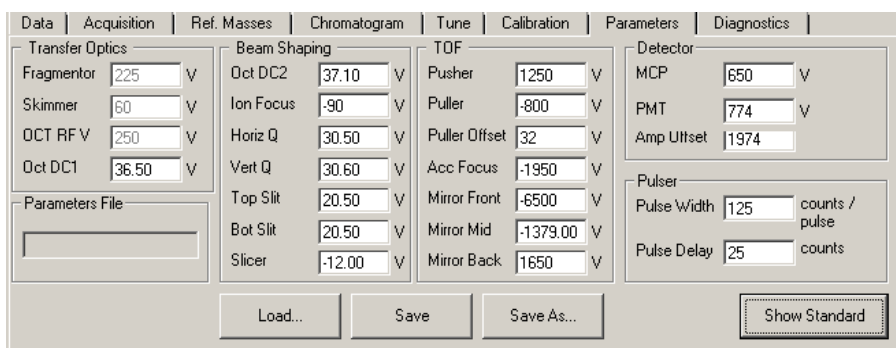 Data Acquisition Ref. Masses Chromatogram Tune Calibration Parameters Diagnostics
Transfer Optics
Fragmentor 225 V
Skimmer 60 V
OCT RF V 250 V
Oct DC1 36.50 V
Parameters File
Beam Shaping
Oct DC2 37.10 V
Ion Focus -90 V
Horiz Q 30.50 V
Vert Q 30.60 V
Top Slit 20.50 V
Bot Slit 20.50 V
Slicer -12.00 V
TOF
Pusher 1250 V
Puller -800 V
Puller Offset 32 V
Acc Focus -1950 V
Mirror Front -6500 V
Mirror Mid -1379.00 V
Mirror Back 1650 V
Detector
MCP 650 V
PMT 774 V
Amp Offset 1974
Pulser
Pulse Width 125 counts /
pulse
Pulse Delay 25 counts
Load... Save Save As... Show Standard